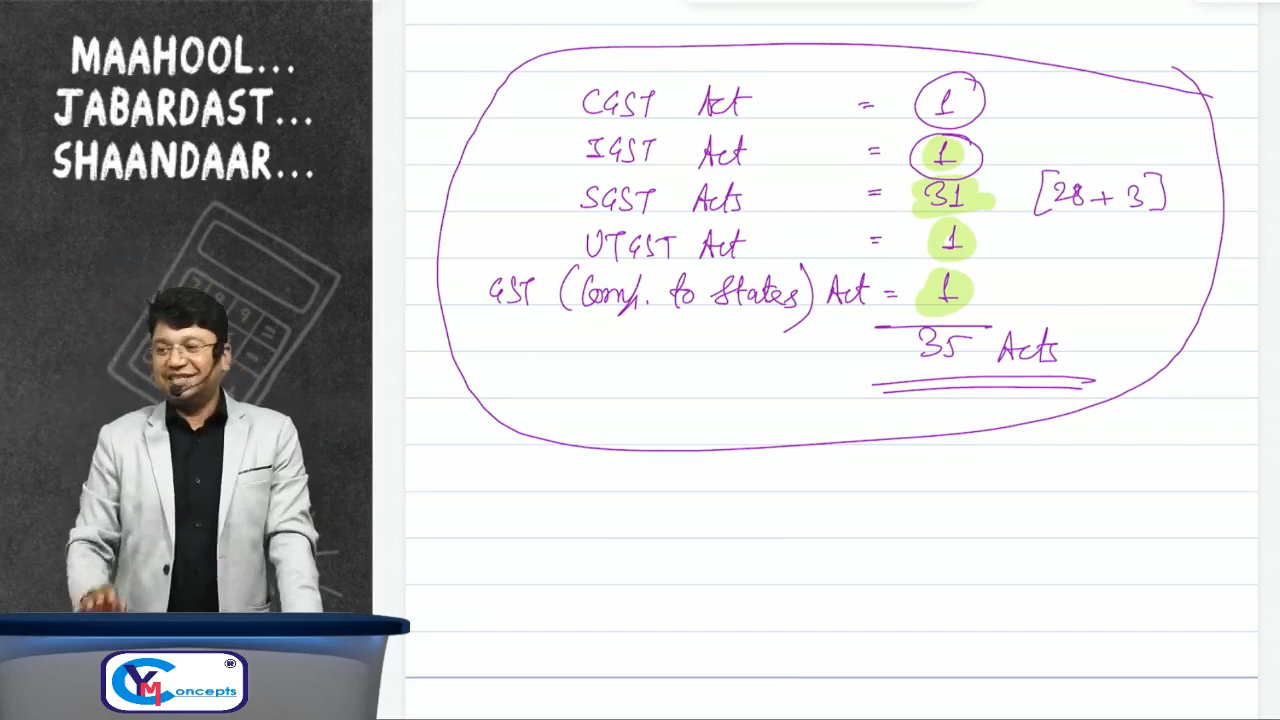 MAAHOOL...
JABARDAST...
SHAANDAAR...
CGST Act = 1
IGST Act = 1
SGST Acts = 31 [28 + 3]
UTGST Act = 1
GST (Comp. to States) Act = 1
35 Acts
CYM Concepts ®